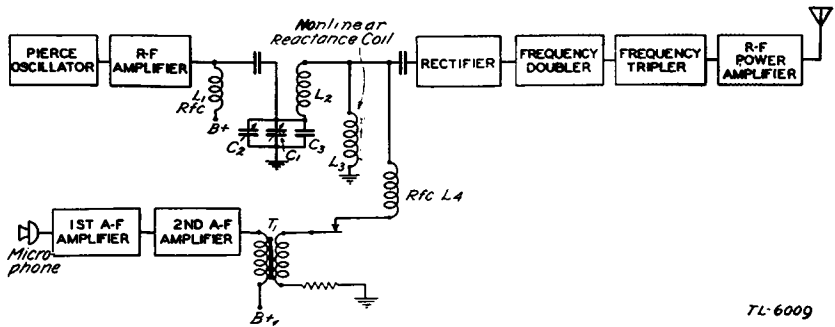 Nonlinear
Reactance Coil
PIERCE
OSCILLATOR
R-F
AMPLIFIER
RECTIFIER
FREQUENCY
DOUBLER
FREQUENCY
TRIPLER
R-F
POWER
AMPLIFIER
L1
Rfc
B+
L2
C2
C1
C3
L3
Rfc L4
1ST A-F
AMPLIFIER
2ND A-F
AMPLIFIER
T1
Micro-
phone
B+
TL-6009